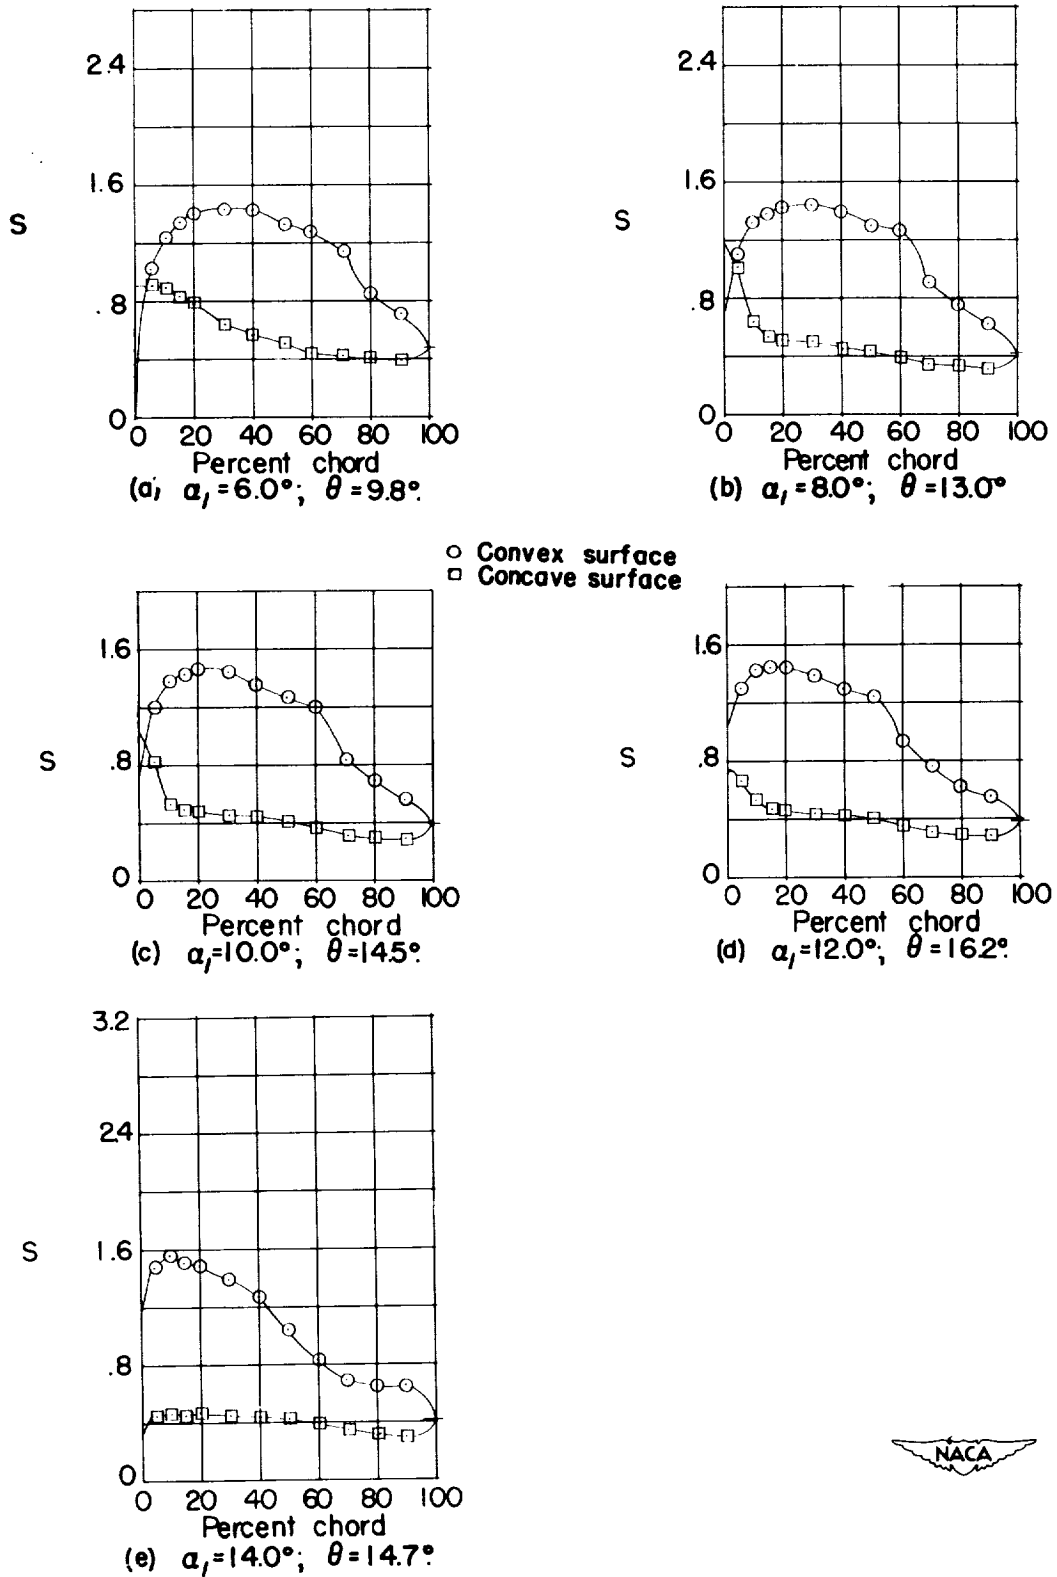 2.4
1.6
S
.8
0
0 20 40 60 80 100
Percent chord
(a) α₁=6.0°; θ=9.8°.
2.4
1.6
S
.8
0
0 20 40 60 80 100
Percent chord
(b) α₁=8.0°; θ=13.0°
○ Convex surface
□ Concave surface
1.6
S
.8
0
0 20 40 60 80 100
Percent chord
(c) α₁=10.0°; θ=14.5°.
1.6
S
.8
0
0 20 40 60 80 100
Percent chord
(d) α₁=12.0°; θ=16.2°.
3.2
2.4
1.6
S
.8
0
0 20 40 60 80 100
Percent chord
(e) α₁=14.0°; θ=14.7°.
NACA